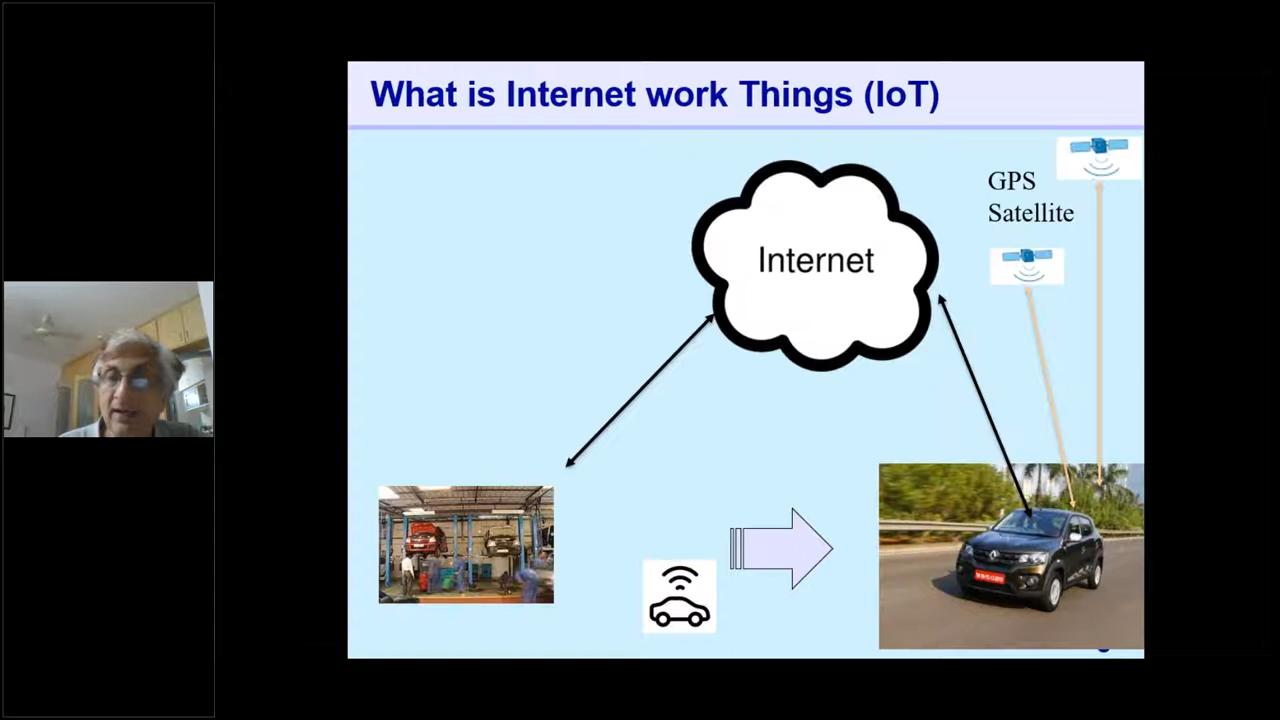 What is Internet work Things (IoT)
GPS
Satellite
Internet